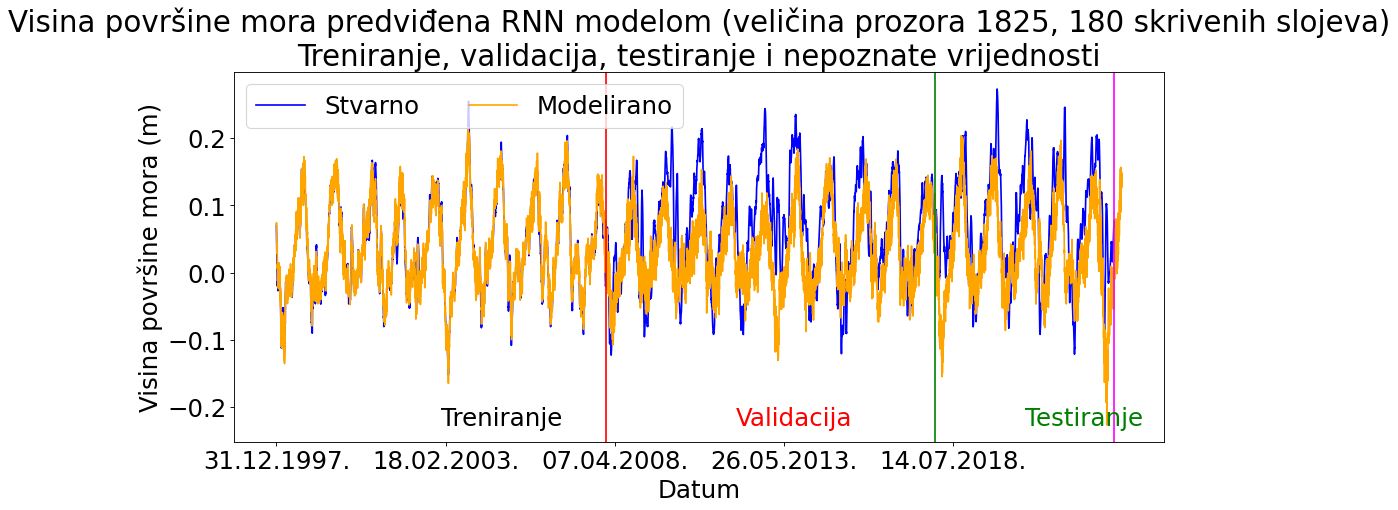 Visina površine mora predviđena RNN modelom (veličina prozora 1825, 180 skrivenih slojeva)
Treniranje, validacija, testiranje i nepoznate vrijednosti
Stvarno Modelirano
Visina površine mora (m)
0.2
0.1
0.0
−0.1
−0.2
Treniranje Validacija Testiranje
31.12.1997. 18.02.2003. 07.04.2008. 26.05.2013. 14.07.2018.
Datum